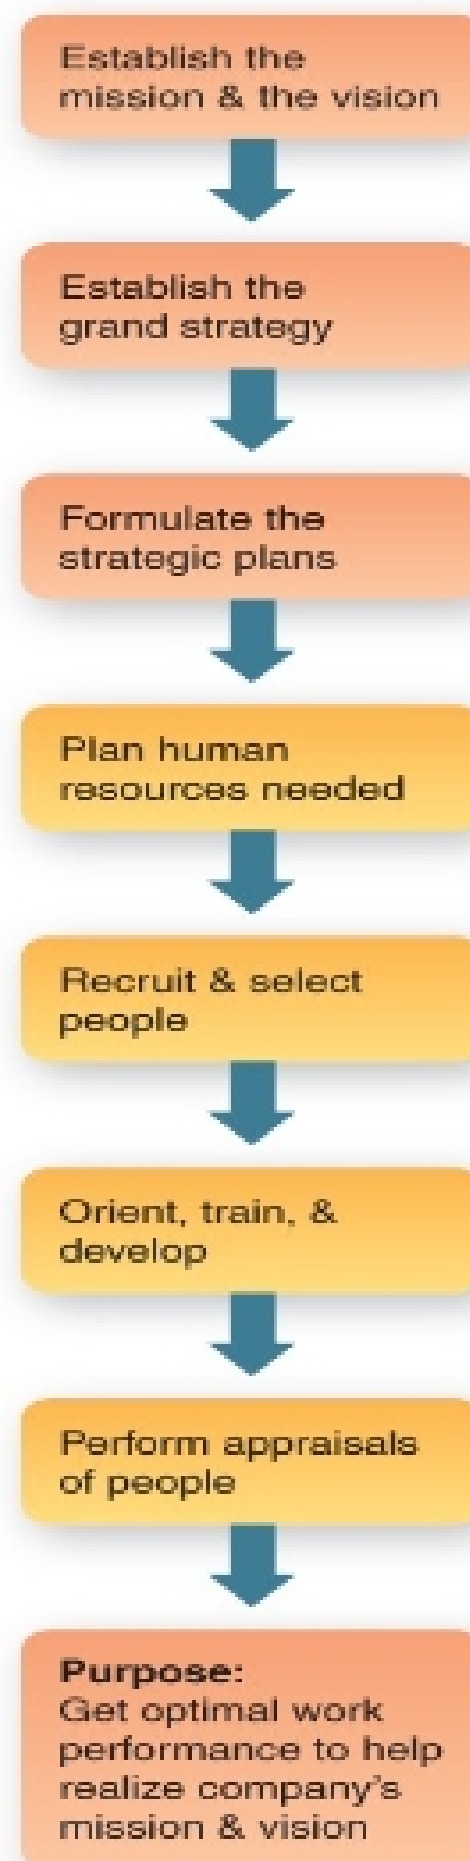 Establish the
mission & the vision
Establish the
grand strategy
Formulate the
strategic plans
Plan human
resources needed
Recruit & select
people
Orient, train, &
develop
Perform appraisals
of people
Purpose:
Get optimal work
performance to help
realize company's
mission & vision